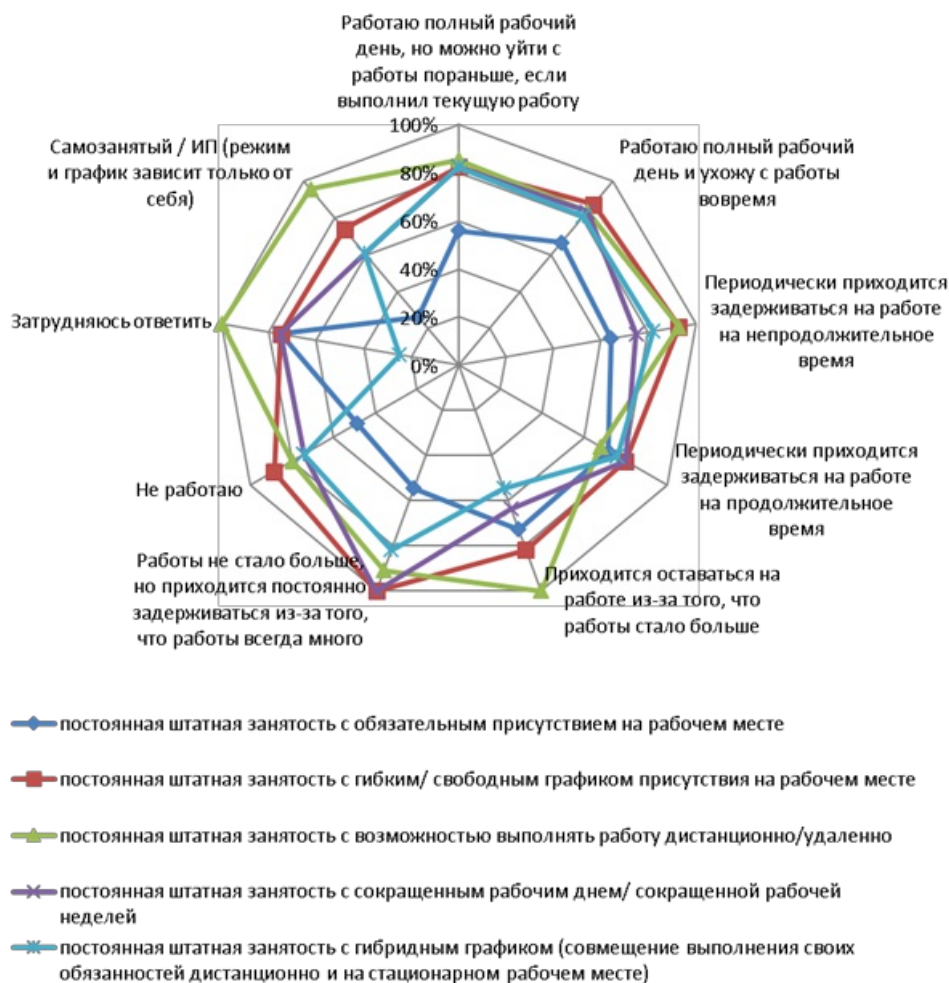 Работаю полный рабочий
день, но можно уйти с
работы пораньше, если
выполнил текущую работу
100%
80%
60%
40%
20%
0%
Работаю полный рабочий
день и ухожу с работы
вовремя
Периодически приходится
задерживаться на работе
на непродолжительное
время
Периодически приходится
задерживаться на работе
на продолжительное
время
Приходится оставаться на
работе из-за того, что
работы стало больше
Работы не стало больше,
но приходится постоянно
задерживаться из-за того,
что работы всегда много
Не работаю
Затрудняюсь ответить
Самозанятый / ИП (режим
и график зависит только от
себя)
постоянная штатная занятость с обязательным присутствием на рабочем месте
постоянная штатная занятость с гибким/ свободным графиком присутствия на рабочем месте
постоянная штатная занятость с возможностью выполнять работу дистанционно/удаленно
постоянная штатная занятость с сокращенным рабочим днем/ сокращенной рабочей
неделей
постоянная штатная занятость с гибридным графиком (совмещение выполнения своих
обязанностей дистанционно и на стационарном рабочем месте)